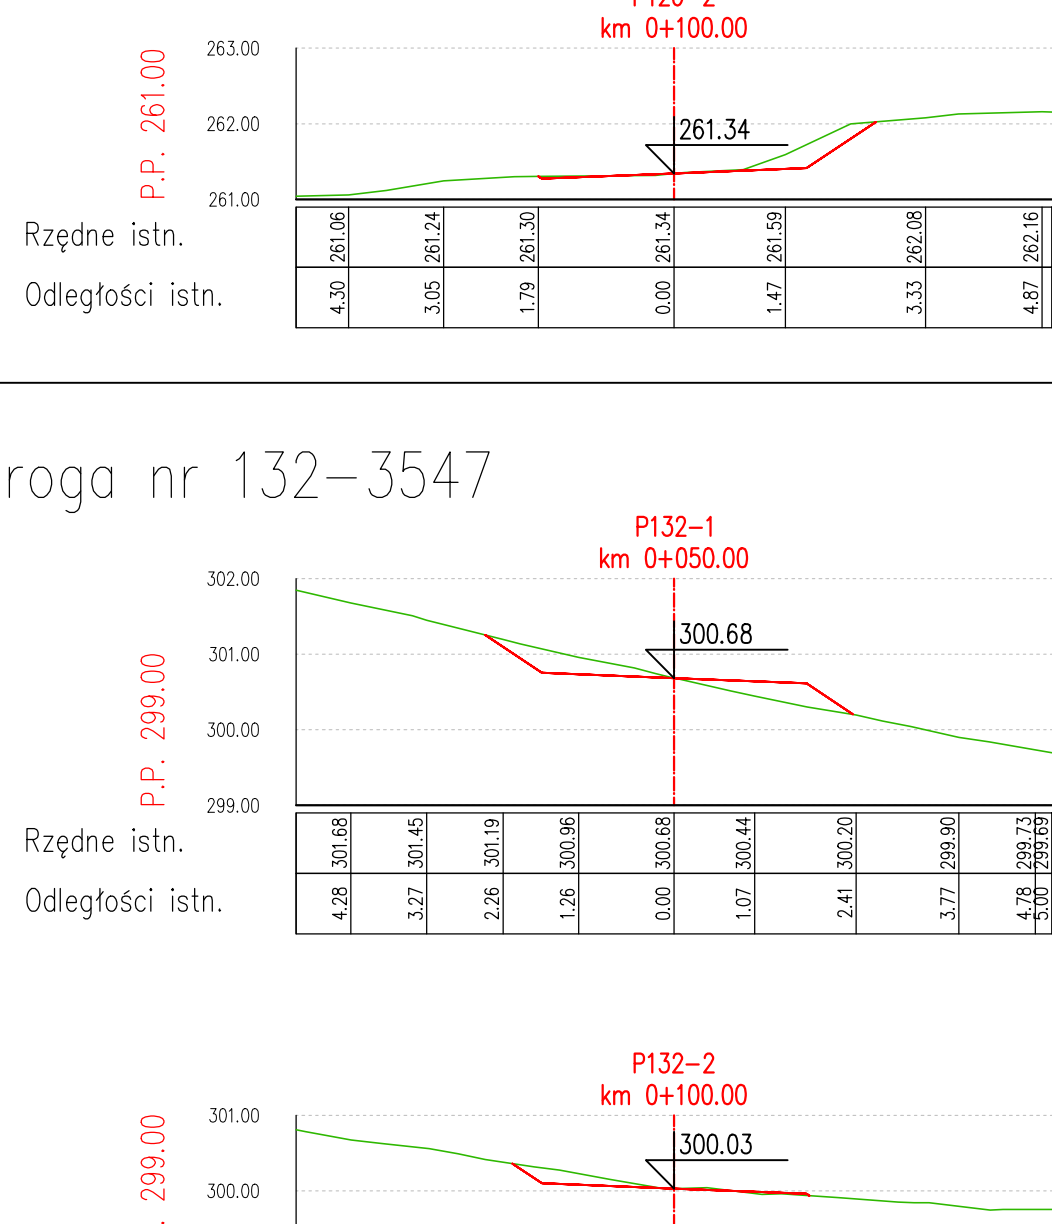 km 0+100.00
263.00
P.P. 261.00
262.00
261.34
261.00
Rzędne istn. 261.06 261.24 261.30 261.34 261.59 262.08 262.16
Odległości istn. 4.30 3.05 1.79 0.00 1.47 3.33 4.87
roga nr 132-3547
P132-1
km 0+050.00
302.00
P.P. 299.00
301.00
300.68
300.00
299.00
Rzędne istn. 301.68 301.45 301.19 300.96 300.68 300.44 300.20 299.90 299.73 299.69
Odległości istn. 4.28 3.27 2.26 1.26 0.00 1.07 2.41 3.77 4.78 5.00
P132-2
km 0+100.00
301.00
299.00
300.03
300.00